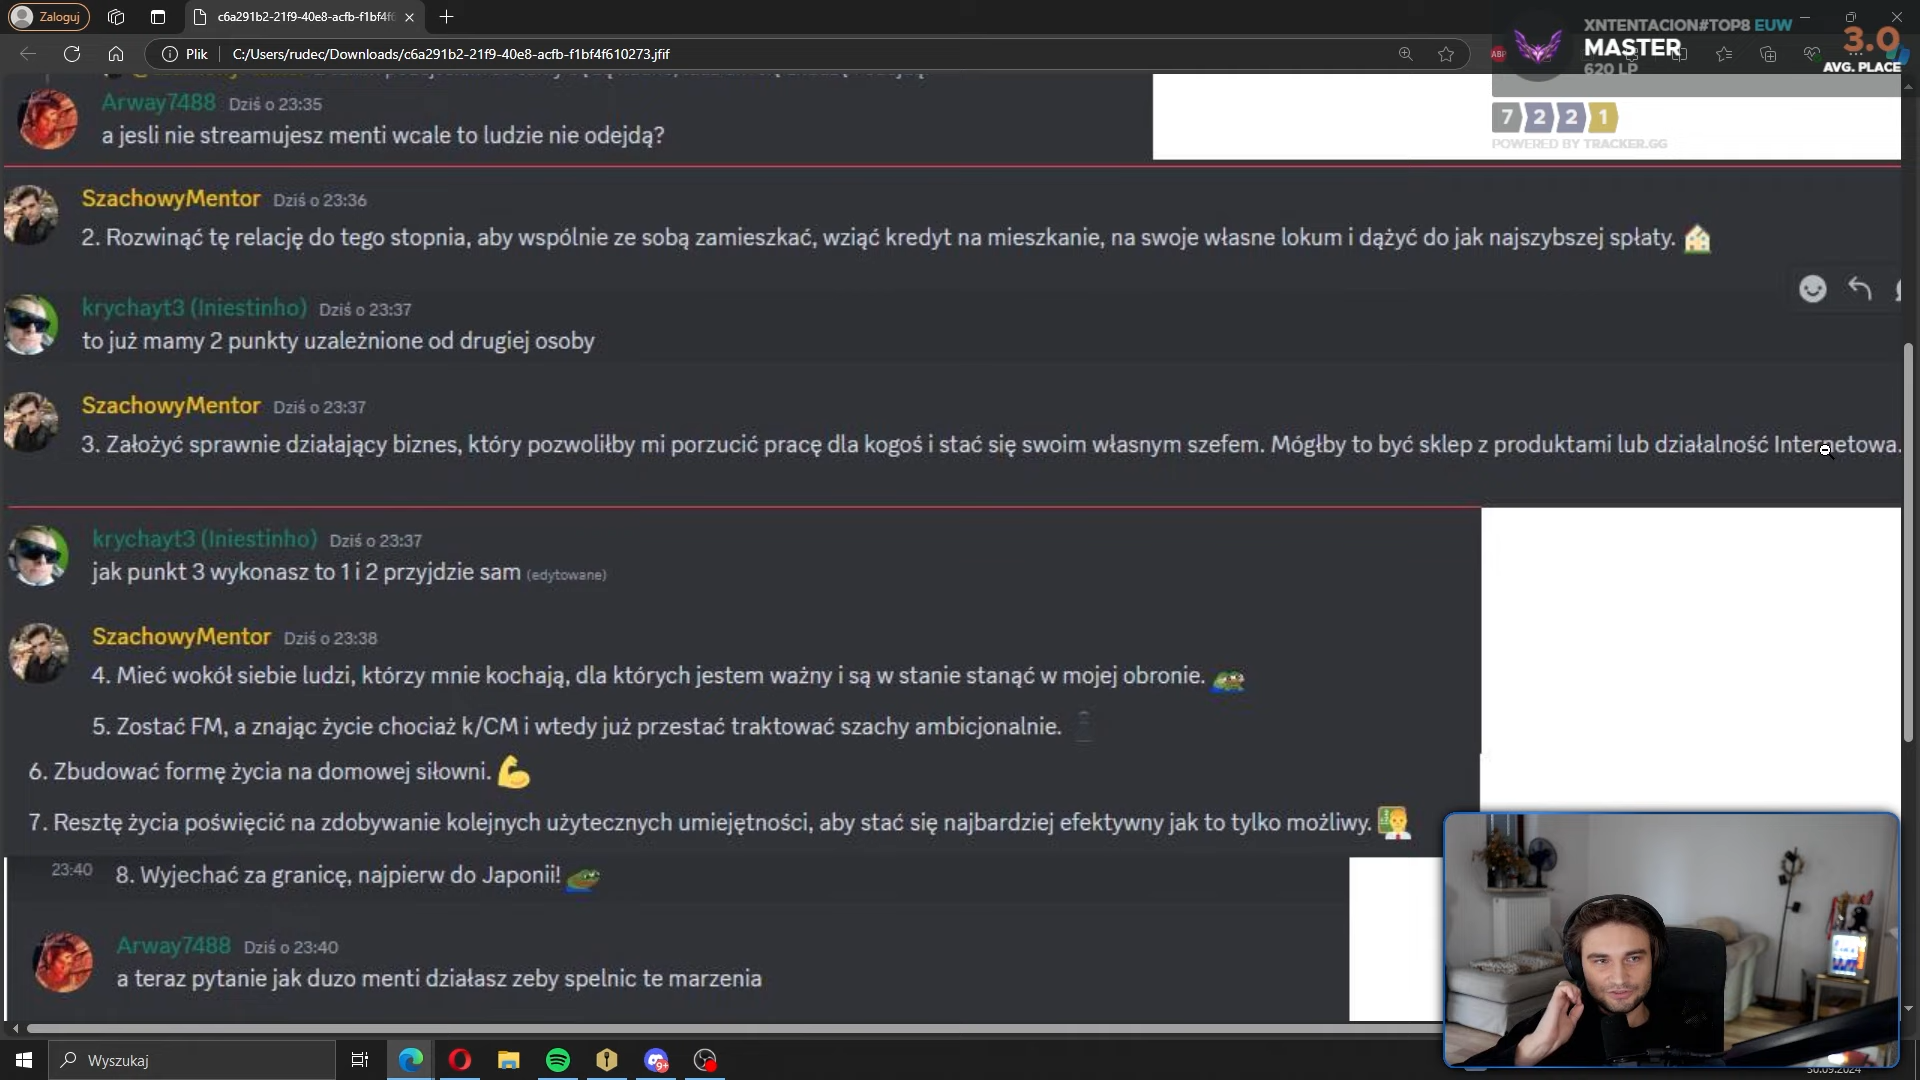 Zaloguj
c6a291b2-21f9-40e8-acfb-f1bf4f6
Plik C:/Users/rudec/Downloads/c6a291b2-21f9-40e8-acfb-f1bf4f610273.jfif
XNTENTACION#TOP8 EUW
MASTER
620 LP
3.0
AVG. PLACE
7 2 2 1
POWERED BY TRACKER.GG
Arway7488 Dziś o 23:35
a jesli nie streamujesz menti wcale to ludzie nie odejdą?
SzachowyMentor Dziś o 23:36
2. Rozwinąć tę relację do tego stopnia, aby wspólnie ze sobą zamieszkać, wziąć kredyt na mieszkanie, na swoje własne lokum i dążyć do jak najszybszej spłaty.
krychayt3 (Iniestinho) Dziś o 23:37
to już mamy 2 punkty uzależnione od drugiej osoby
SzachowyMentor Dziś o 23:37
3. Założyć sprawnie działający biznes, który pozwoliłby mi porzucić pracę dla kogoś i stać się swoim własnym szefem. Mógłby to być sklep z produktami lub działalność Internetowa.
krychayt3 (Iniestinho) Dziś o 23:37
jak punkt 3 wykonasz to 1 i 2 przyjdzie sam (edytowane)
SzachowyMentor Dziś o 23:38
4. Mieć wokół siebie ludzi, którzy mnie kochają, dla których jestem ważny i są w stanie stanąć w mojej obronie.
5. Zostać FM, a znając życie chociaż k/CM i wtedy już przestać traktować szachy ambicjonalnie.
6. Zbudować formę życia na domowej siłowni.
7. Resztę życia poświęcić na zdobywanie kolejnych użytecznych umiejętności, aby stać się najbardziej efektywny jak to tylko możliwy.
23:40 8. Wyjechać za granicę, najpierw do Japonii!
Arway7488 Dziś o 23:40
a teraz pytanie jak duzo menti działasz zeby spelnic te marzenia
Wyszukaj
9+
30.09.2024